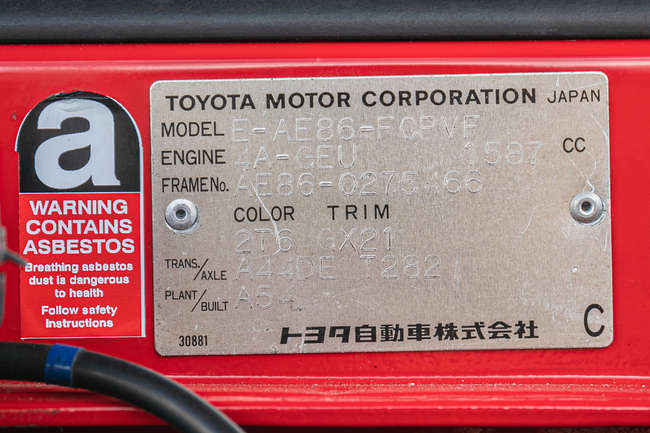 a
WARNING
CONTAINS
ASBESTOS
Breathing asbestos
dust is dangerous
to health
Follow safety
Instructions
TOYOTA MOTOR CORPORATION JAPAN
MODEL E-AE86-FCPVF
ENGINE 4A-GEU 1587 CC
FRAME No. AE86-0275466
COLOR TRIM
2T6 GX21
TRANS./AXLE A44DE T282
PLANT/BUILT A5
30881
トヨタ自動車株式会社
C